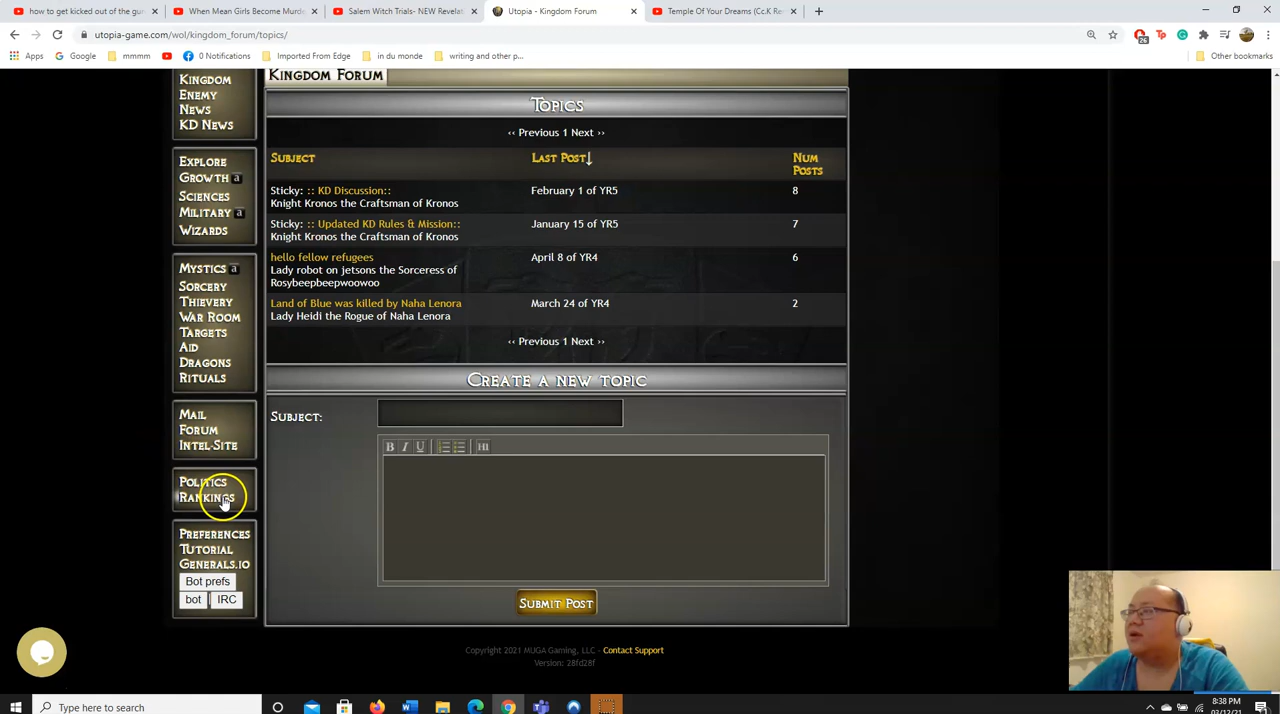 how to get kicked out of the gu
When Mean Girls Become Murde
Salem Witch Trials- NEW Revelat
Utopia - Kingdom Forum
Temple Of Your Dreams (Cc.K Re
utopia-game.com/wol/kingdom_forum/topics/
26
Apps
Google
mmmm
0 Notifications
Imported From Edge
in du monde
writing and other p...
Other bookmarks
Kingdom
Enemy
News
KD News
Explore
Growth a
Sciences
Military a
Wizards
Mystics a
Sorcery
Thievery
War Room
Targets
Aid
Dragons
Rituals
Mail
Forum
Intel-Site
Politics
Rankings
Preferences
Tutorial
Generals.io
Bot prefs
bot
IRC
Kingdom Forum
Topics
‹‹ Previous 1 Next ››
Subject
Last Post↓
Num Posts
Sticky: :: KD Discussion::
Knight Kronos the Craftsman of Kronos
February 1 of YR5
8
Sticky: :: Updated KD Rules & Mission::
Knight Kronos the Craftsman of Kronos
January 15 of YR5
7
hello fellow refugees
Lady robot on jetsons the Sorceress of
Rosybeepbeepwoowoo
April 8 of YR4
6
Land of Blue was killed by Naha Lenora
Lady Heidi the Rogue of Naha Lenora
March 24 of YR4
2
‹‹ Previous 1 Next ››
Create a new topic
Subject:
B I U H1
Submit Post
Copyright 2021 MUGA Gaming, LLC - Contact Support
Version: 28fd28f
Type here to search
8:38 PM
03/12/21